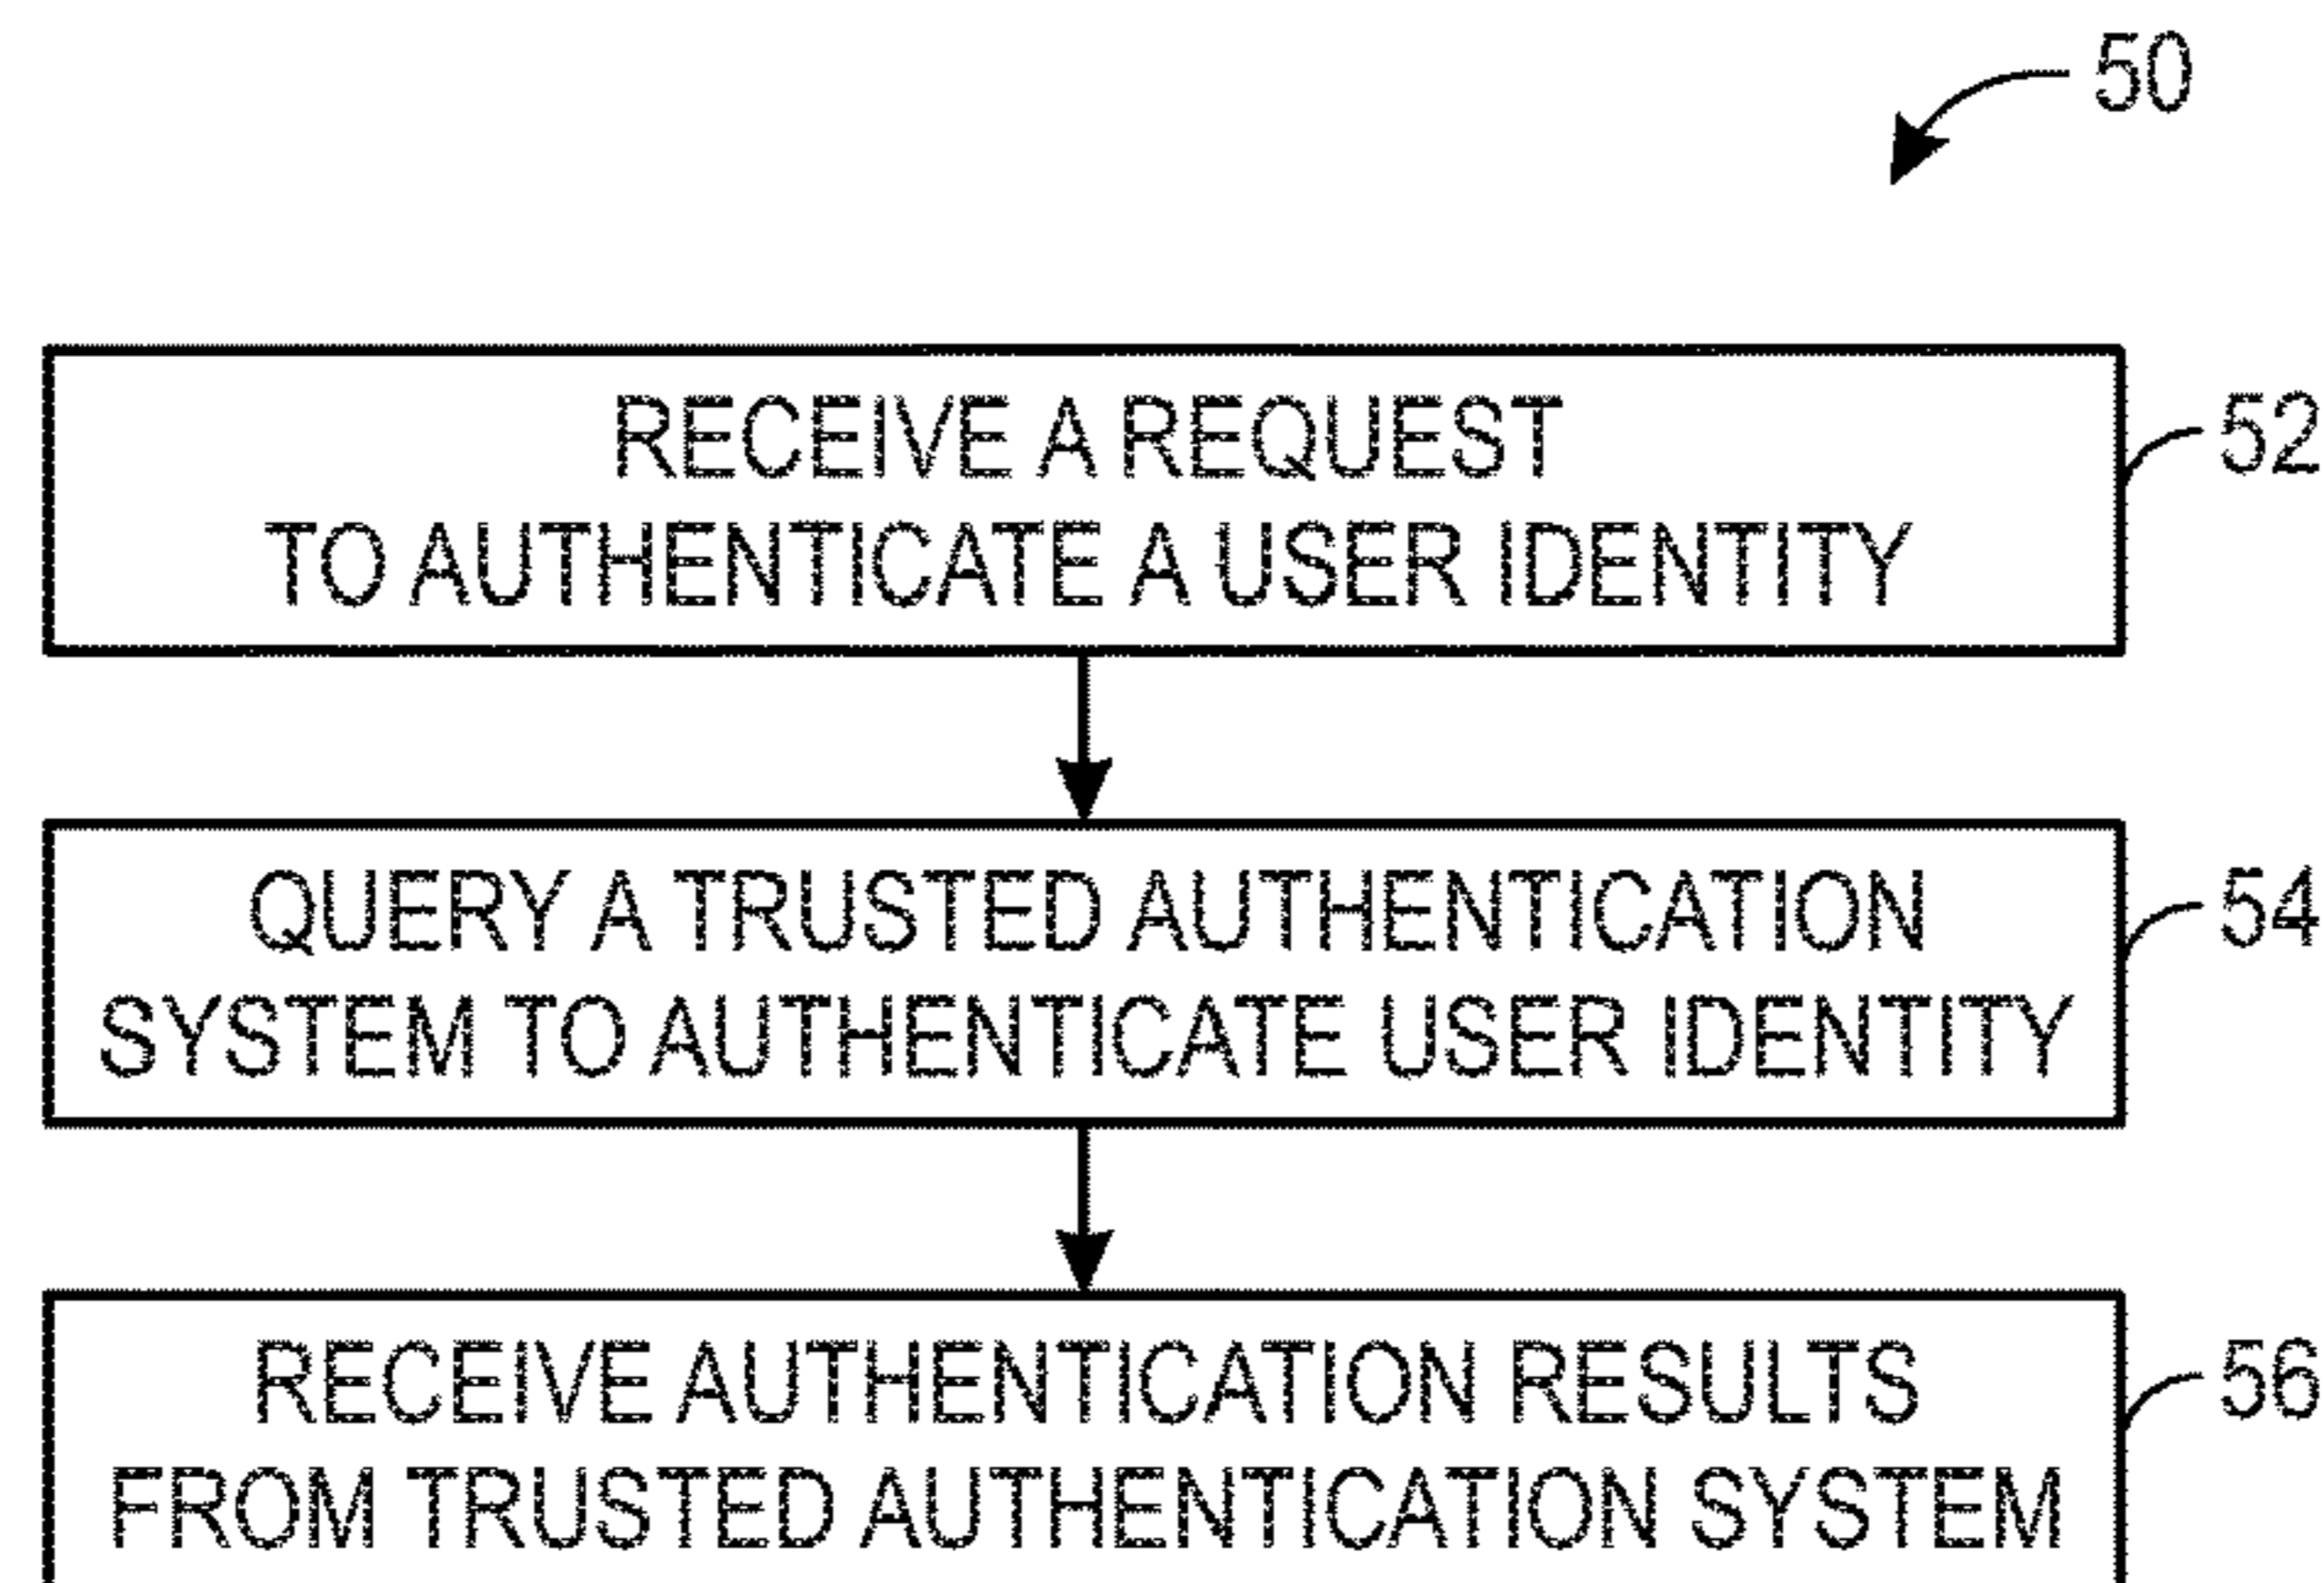 50
RECEIVE A REQUEST
TO AUTHENTICATE A USER IDENTITY
52
QUERY A TRUSTED AUTHENTICATION
SYSTEM TO AUTHENTICATE USER IDENTITY
54
RECEIVE AUTHENTICATION RESULTS
FROM TRUSTED AUTHENTICATION SYSTEM
56